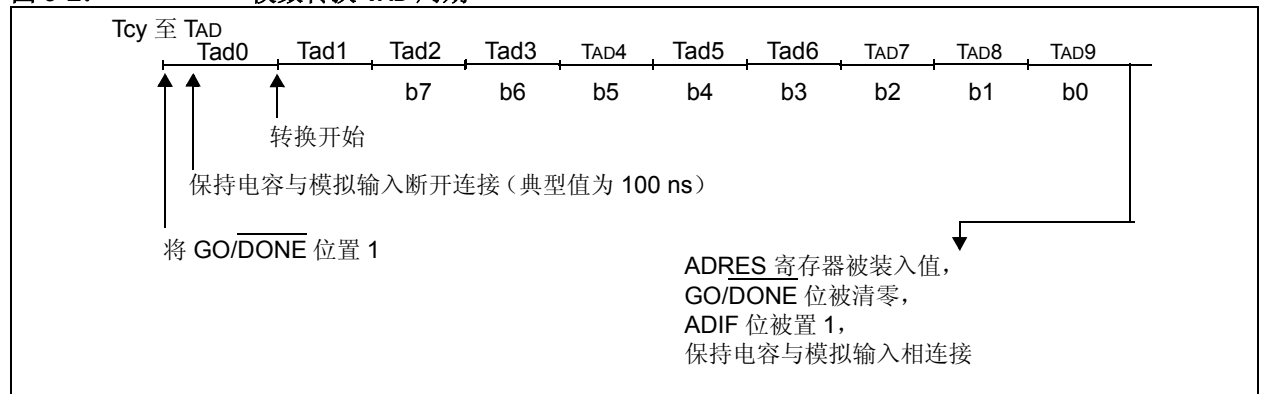 Tcy 至 TAD
Tad0 Tad1 Tad2 Tad3 TAD4 Tad5 Tad6 TAD7 TAD8 TAD9
b7 b6 b5 b4 b3 b2 b1 b0
转换开始
保持电容与模拟输入断开连接（典型值为 100 ns）
将 GO/DONE 位置 1
ADRES 寄存器被装入值，
GO/DONE 位被清零，
ADIF 位被置 1，
保持电容与模拟输入相连接